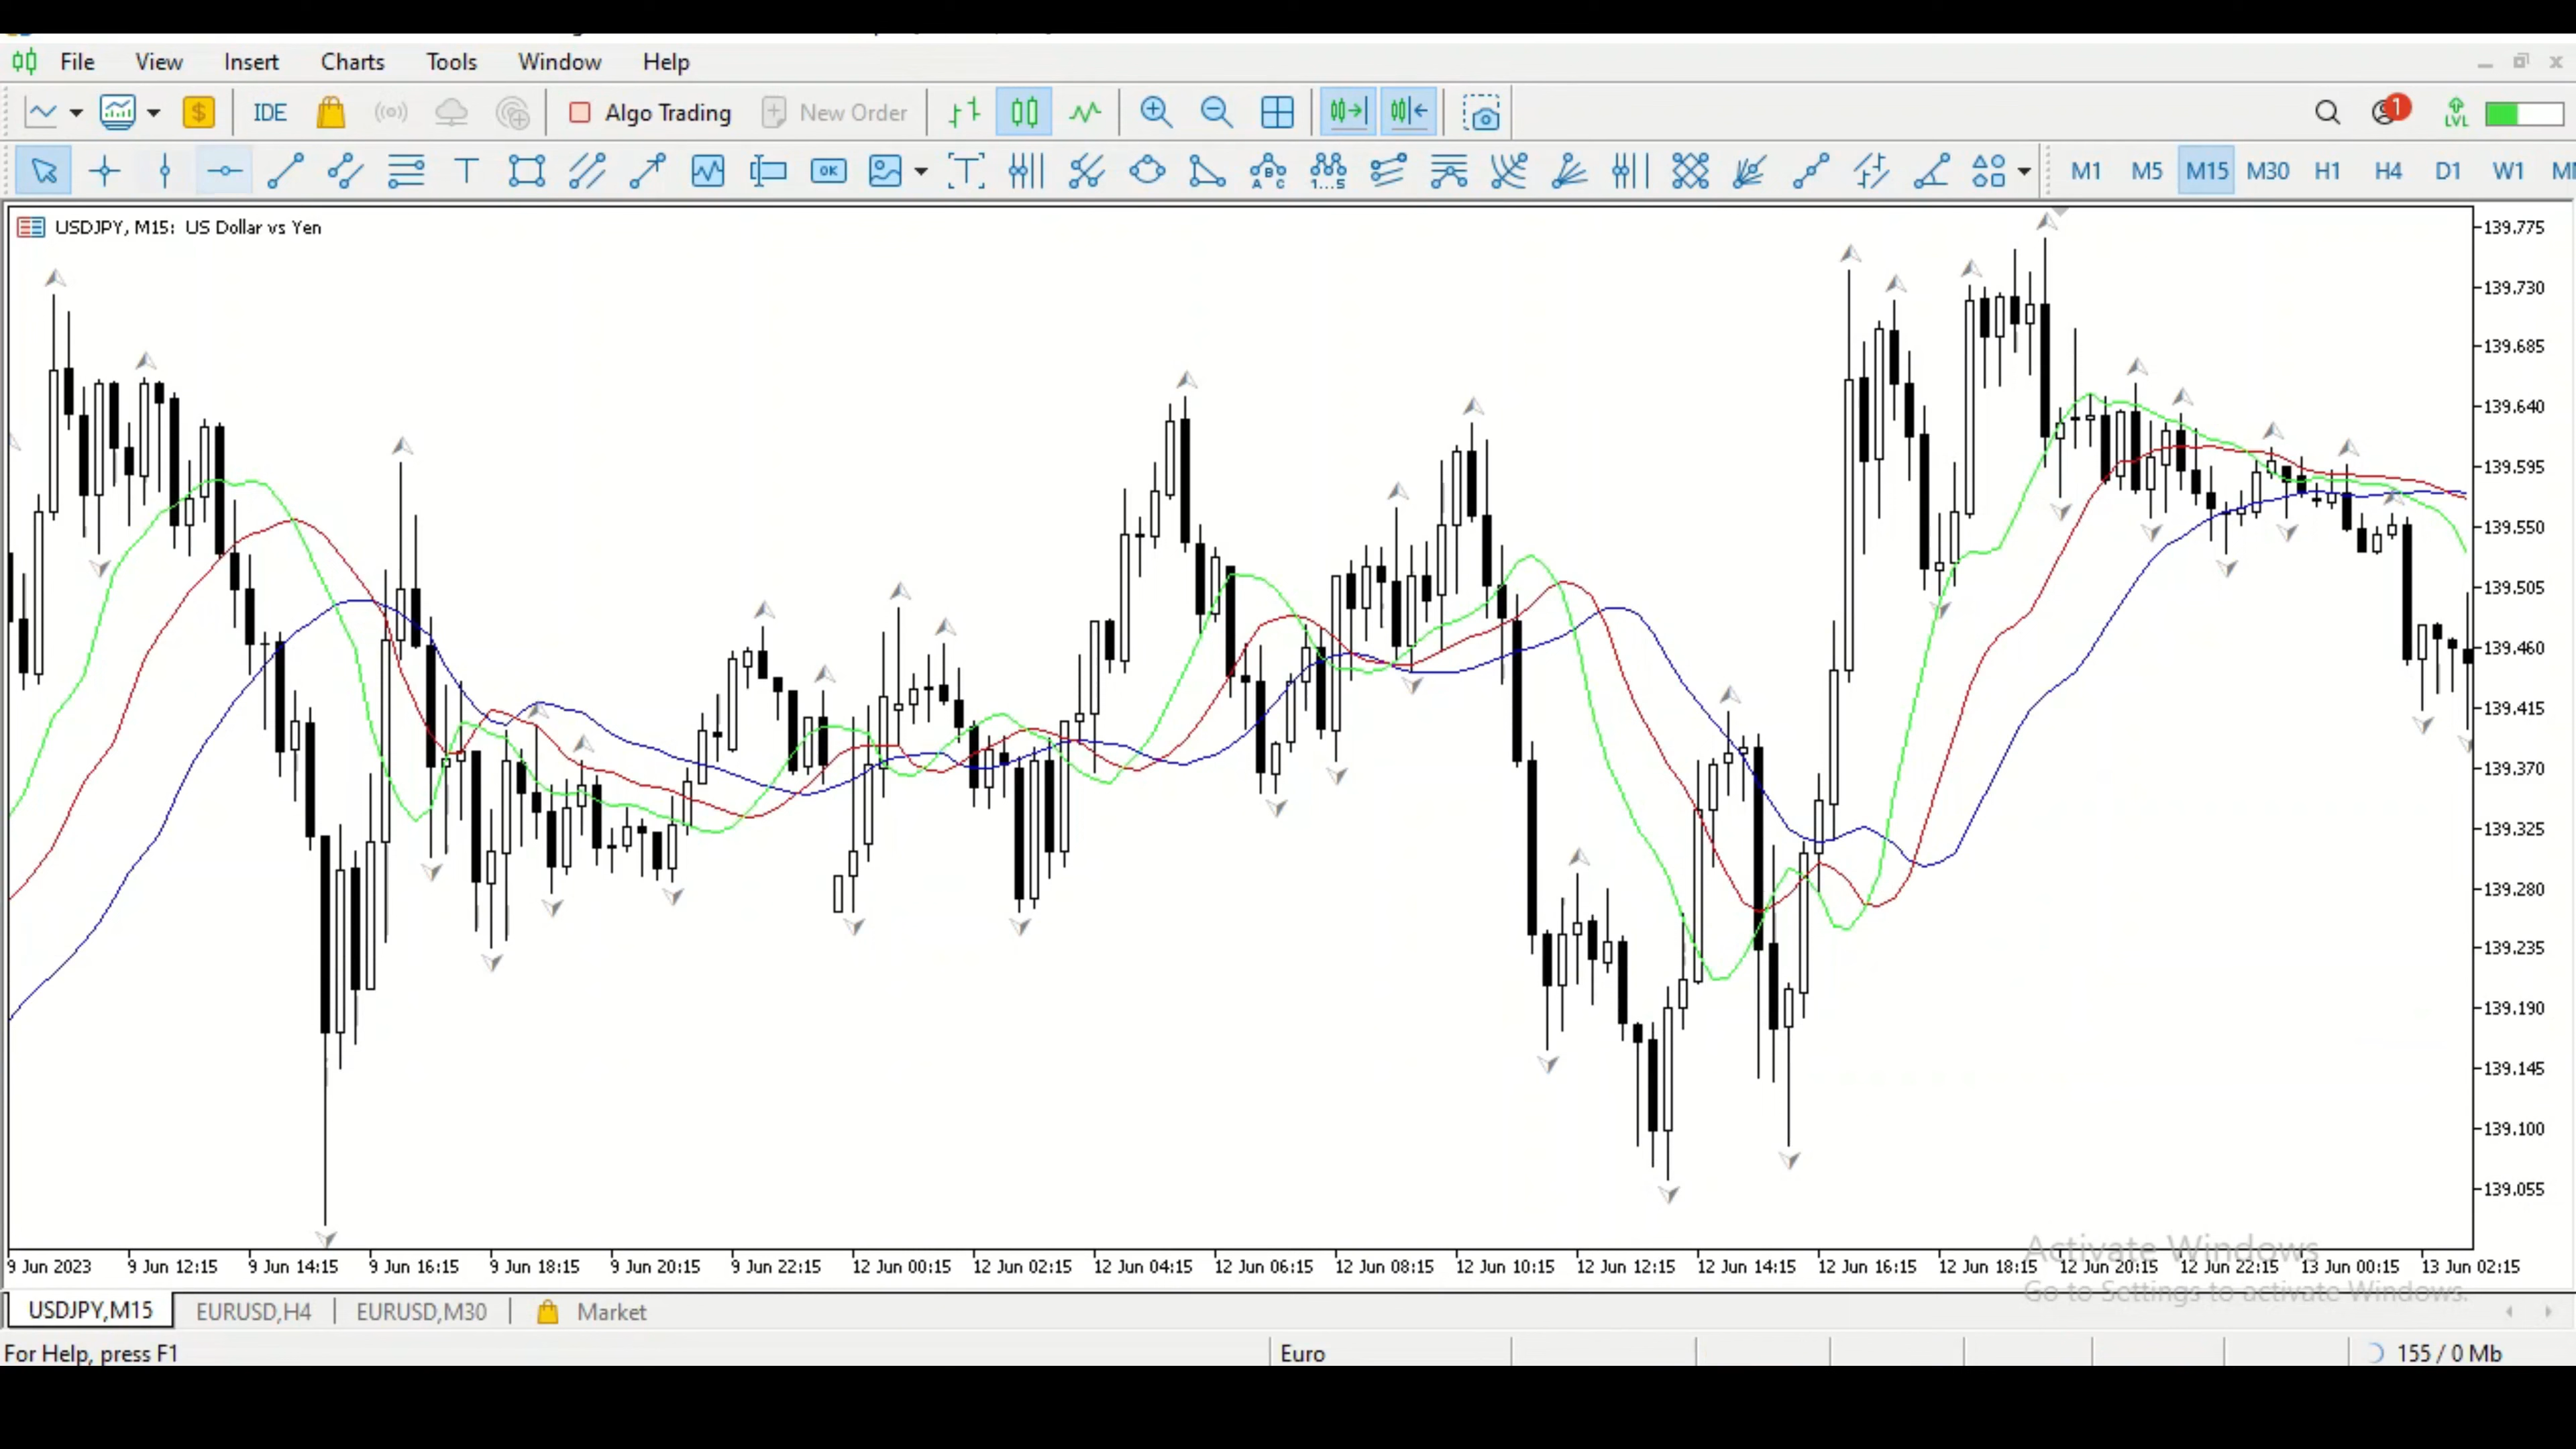 File View Insert Charts Tools Window Help
IDE Algo Trading New Order 1 LVL
T OK T A B C 1...5 M1 M5 M15 M30 H1 H4 D1 W1
USDJPY, M15: US Dollar vs Yen
139.775
139.730
139.685
139.640
139.595
139.550
139.505
139.460
139.415
139.370
139.325
139.280
139.235
139.190
139.145
139.100
139.055
Activate Windows
Go to Settings to activate Windows.
9 Jun 2023 9 Jun 12:15 9 Jun 14:15 9 Jun 16:15 9 Jun 18:15 9 Jun 20:15 9 Jun 22:15 12 Jun 00:15 12 Jun 02:15 12 Jun 04:15 12 Jun 06:15 12 Jun 08:15 12 Jun 10:15 12 Jun 12:15 12 Jun 14:15 12 Jun 16:15 12 Jun 18:15 12 Jun 20:15 12 Jun 22:15 13 Jun 00:15 13 Jun 02:15
USDJPY,M15 EURUSD,H4 EURUSD,M30 Market
For Help, press F1 Euro 155 / 0 Mb